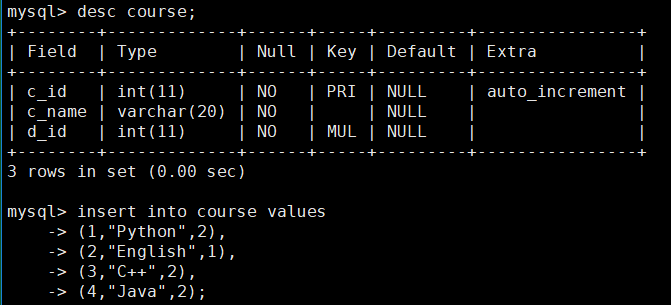 mysql> desc course;
+--------+-------------+------+-----+---------+----------------+
| Field  | Type        | Null | Key | Default | Extra          |
+--------+-------------+------+-----+---------+----------------+
| c_id   | int(11)     | NO   | PRI | NULL    | auto_increment |
| c_name | varchar(20) | NO   |     | NULL    |                |
| d_id   | int(11)     | NO   | MUL | NULL    |                |
+--------+-------------+------+-----+---------+----------------+
3 rows in set (0.00 sec)
mysql> insert into course values
    -> (1,"Python",2),
    -> (2,"English",1),
    -> (3,"C++",2),
    -> (4,"Java",2);